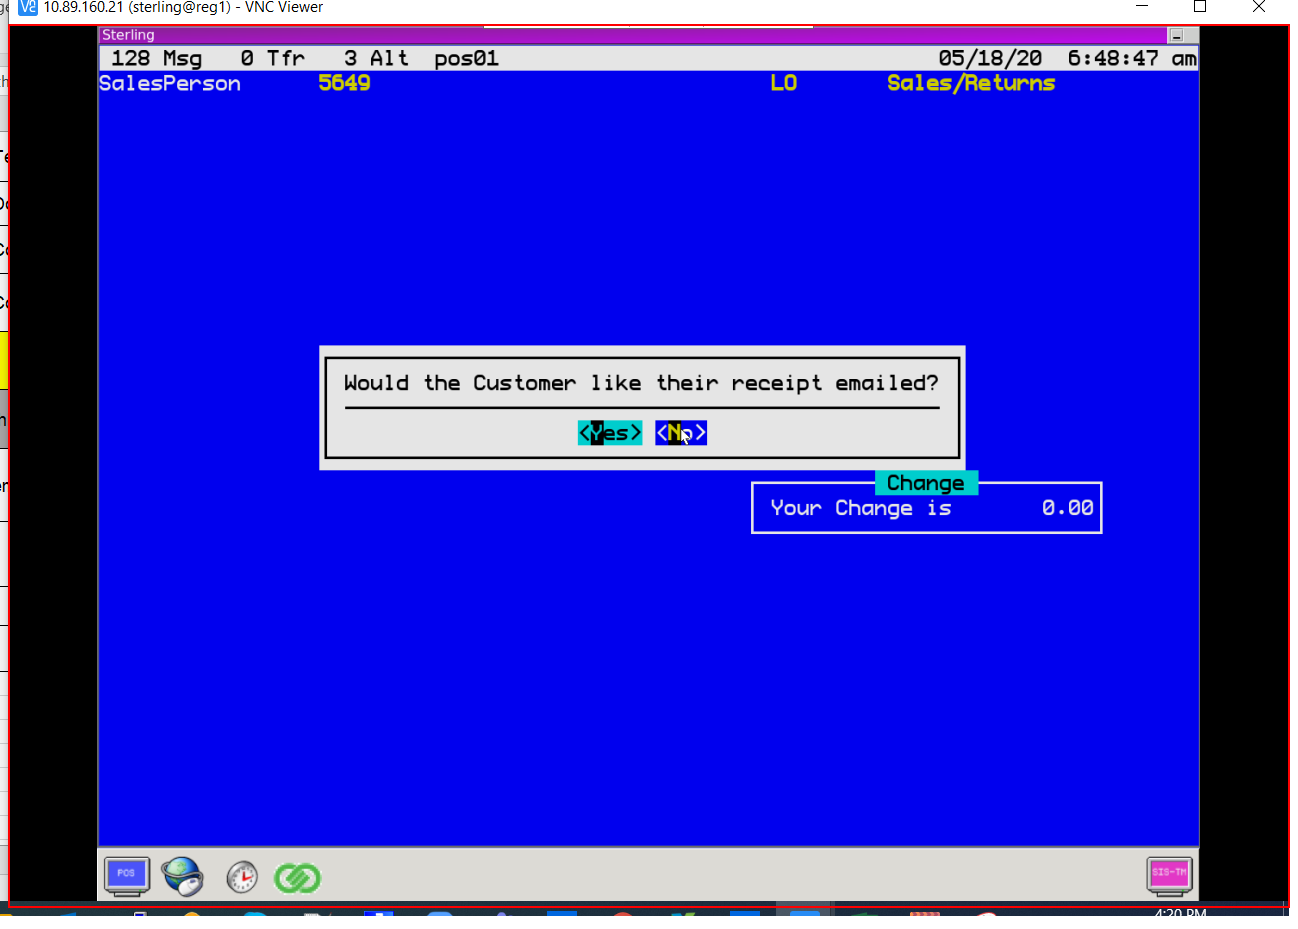 10.89.160.21 (sterling@reg1) - VNC Viewer
Sterling
128 Msg 0 Tfr 3 Alt pos01 05/18/20 6:48:47 am
SalesPerson 5649 LO Sales/Returns
Would the Customer like their receipt emailed?
<Yes> <No>
Change
Your Change is 0.00
POS
SIS-TM
4:20 PM